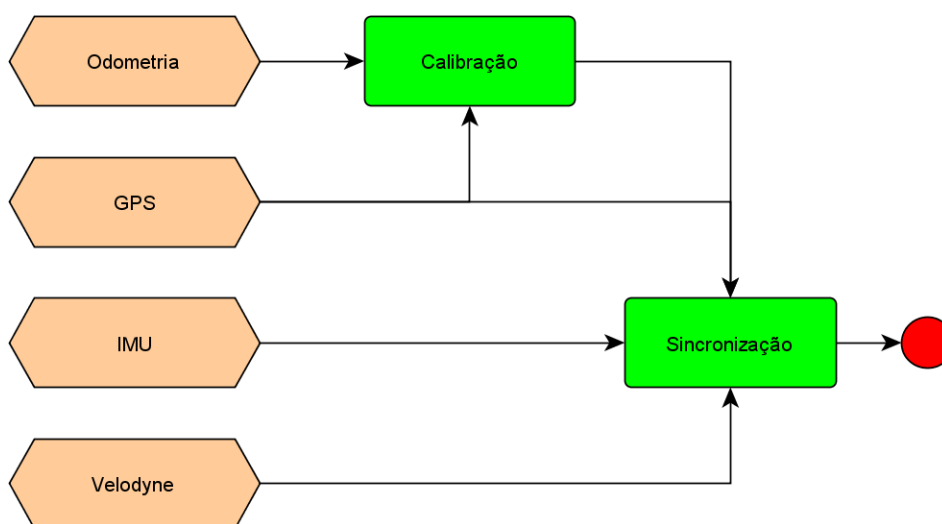 Odometria
Calibração
GPS
IMU
Sincronização
Velodyne